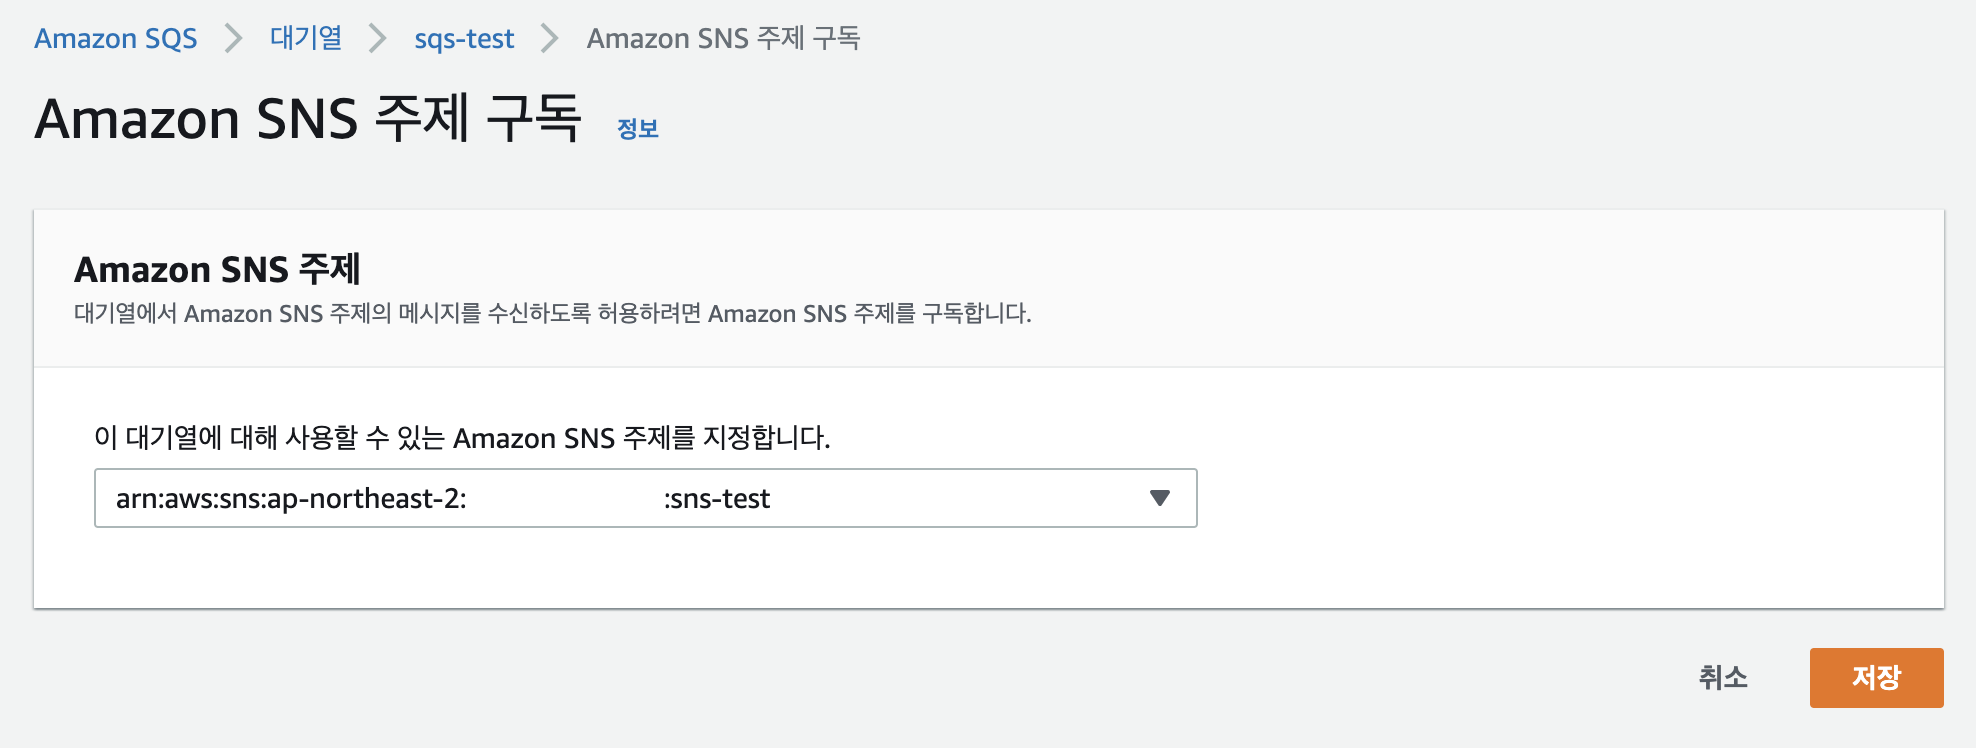 Amazon SQS > 대기열 > sqs-test > Amazon SNS 주제 구독
Amazon SNS 주제 구독 정보
Amazon SNS 주제
대기열에서 Amazon SNS 주제의 메시지를 수신하도록 허용하려면 Amazon SNS 주제를 구독합니다.
이 대기열에 대해 사용할 수 있는 Amazon SNS 주제를 지정합니다.
arn:aws:sns:ap-northeast-2: :sns-test
취소 저장